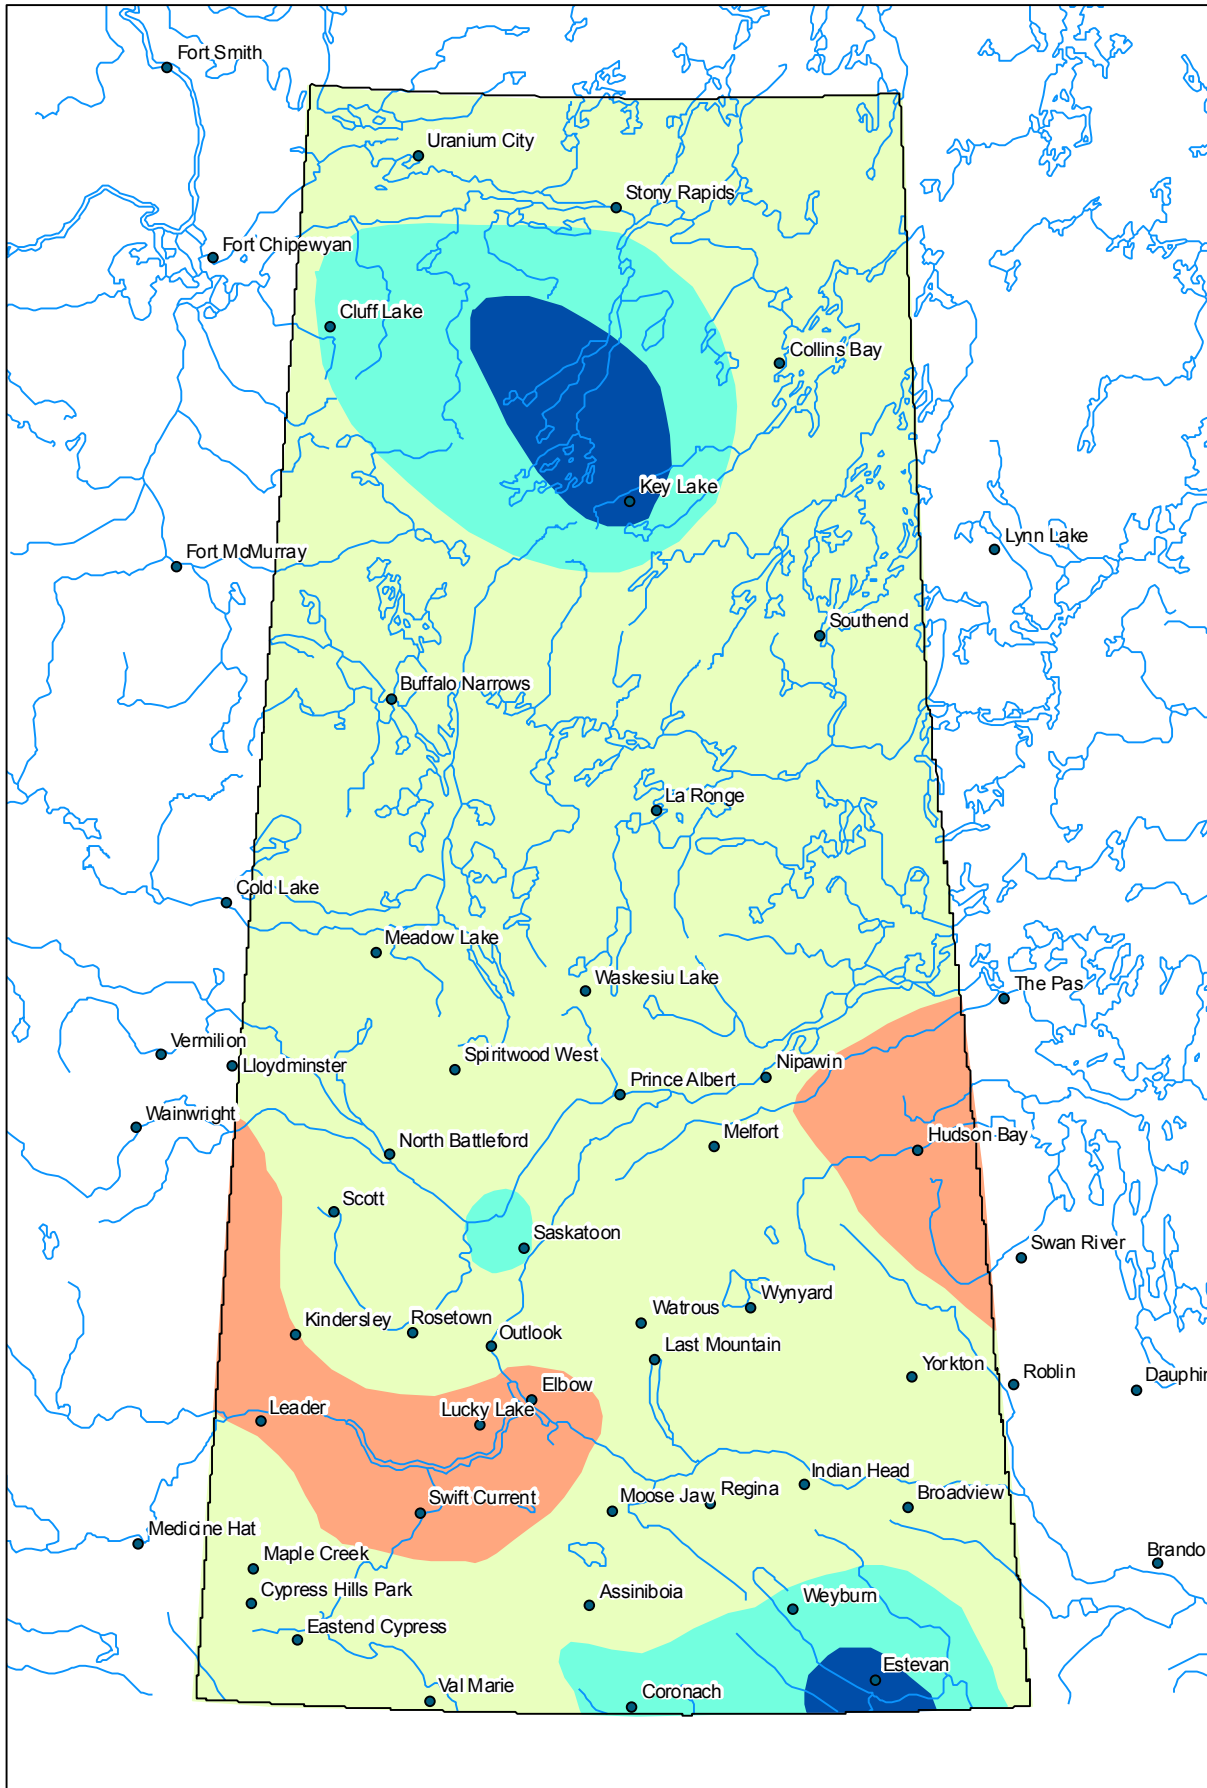 Fort Smith
Uranium City
Stony Rapids
Fort Chipewyan
Cluff Lake
Collins Bay
Key Lake
Lynn Lake
Fort McMurray
Southend
Buffalo Narrows
La Ronge
Cold Lake
Meadow Lake
Waskesiu Lake
The Pas
Vermilion
Lloydminster
Spiritwood West
Nipawin
Prince Albert
Wainwright
North Battleford
Melfort
Hudson Bay
Scott
Saskatoon
Swan River
Kindersley
Rosetown
Outlook
Watrous
Wynyard
Last Mountain
Yorkton
Roblin
Dauphin
Elbow
Leader
Lucky Lake
Indian Head
Swift Current
Moose Jaw
Regina
Broadview
Medicine Hat
Maple Creek
Brando
Cypress Hills Park
Assiniboia
Weyburn
Eastend Cypress
Estevan
Val Marie
Coronach